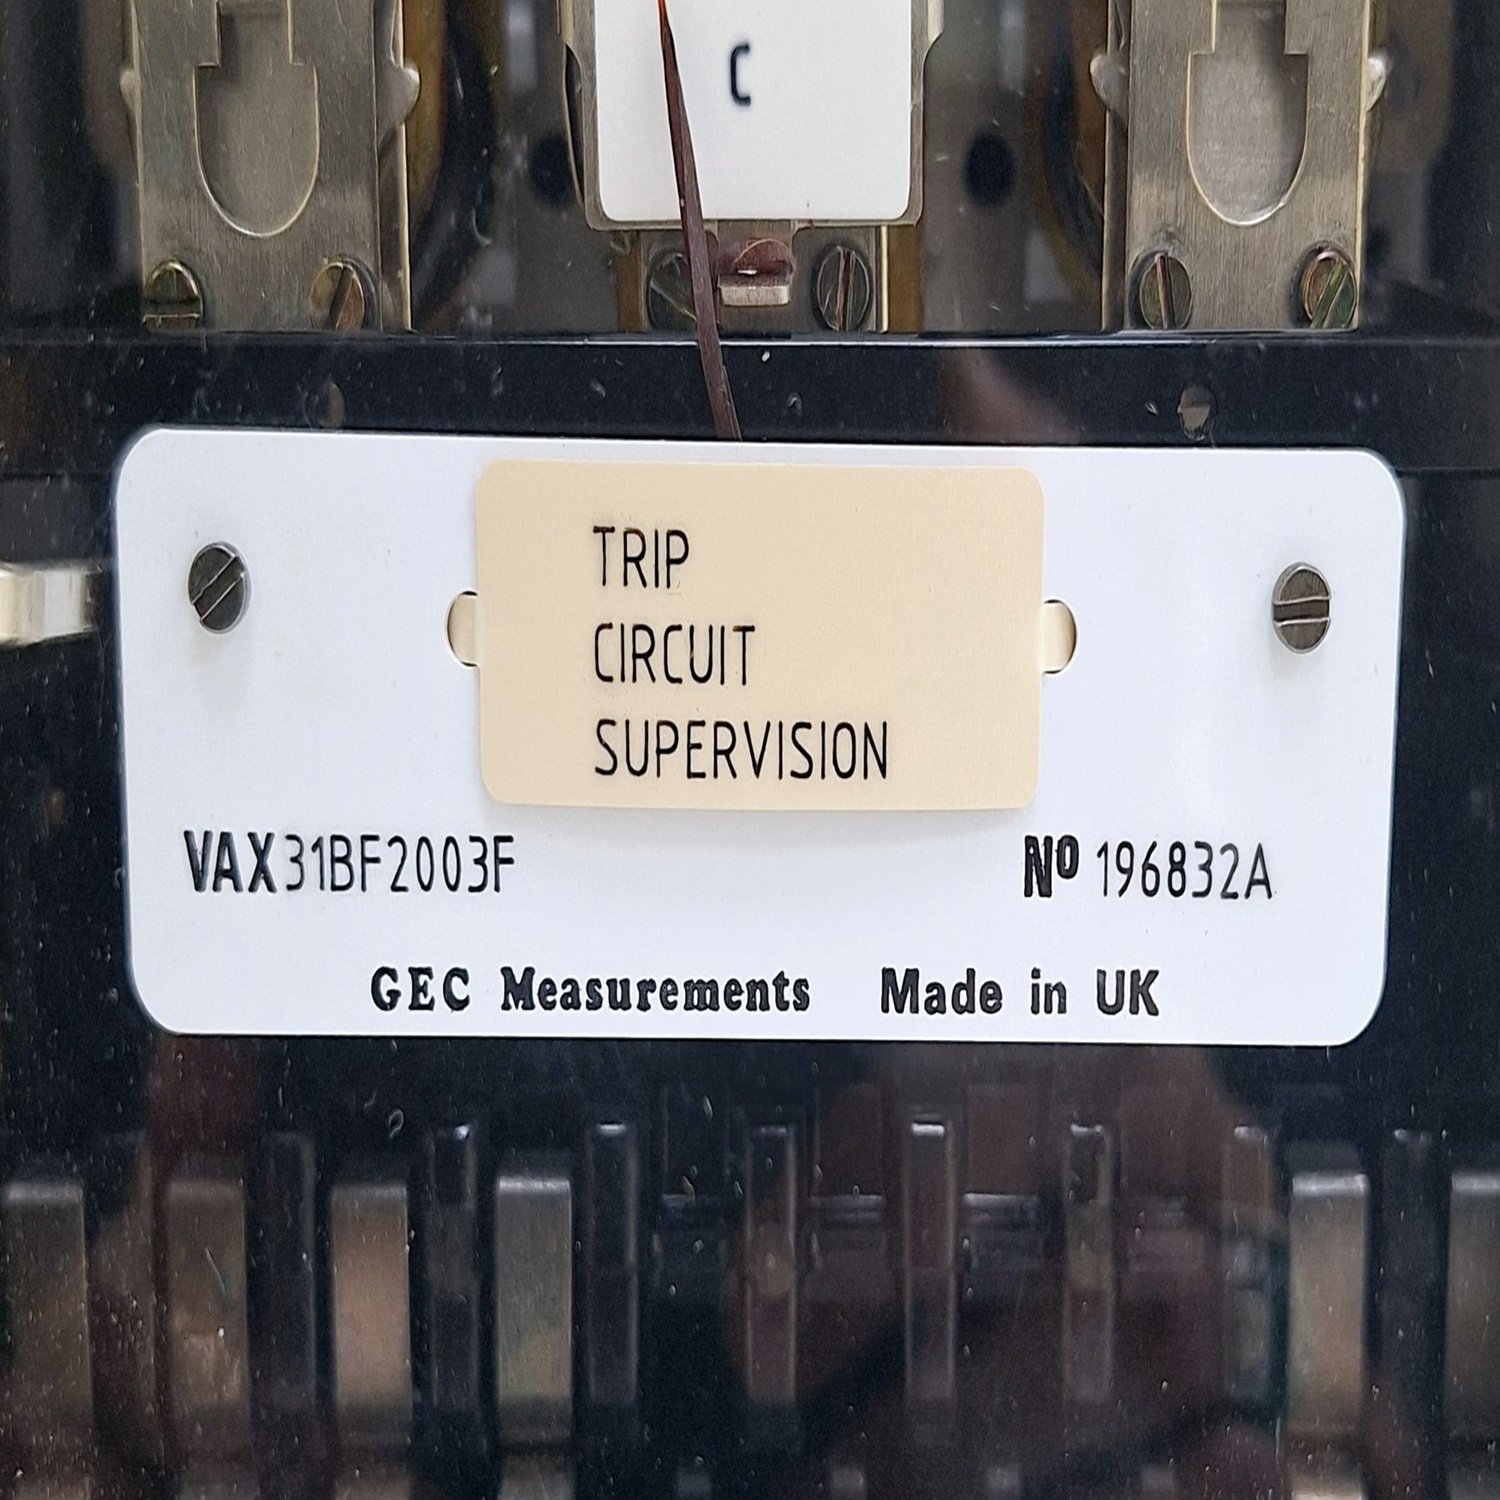 C
TRIP
CIRCUIT
SUPERVISION
VAX31BF2003F Nº 196832A
GEC Measurements Made in UK